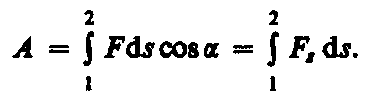 A = ∫₁² F ds cos α = ∫₁² Fₛ ds.